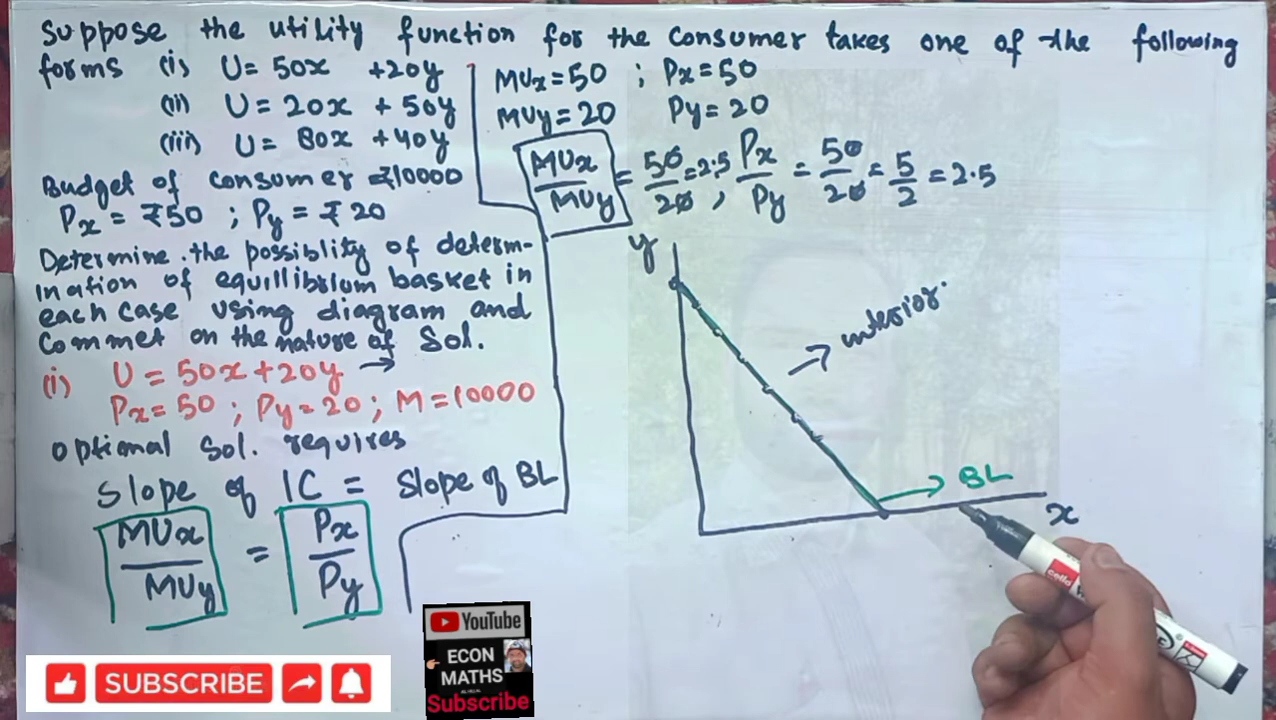 Suppose the utility function for the consumer takes one of the following
forms (i) U = 50x + 20y
(ii) U = 20x + 50y
(iii) U = 80x + 40y
Budget of consumer = ₹10000
Px = ₹50 ; Py = ₹ 20
Determine the possiblity of determ-
ination of equillibrium basket in
each case using diagram and
Commet on the nature of Sol.
(i) U = 50x + 20y →
Px = 50 ; Py = 20 ; M = 10000
optimal Sol. requires
Slope of IC = Slope of BL
MUx / MUy = Px / Py
MUx = 50 ; Px = 50
MUy = 20 Py = 20
MUx / MUy = 50 / 20 = 2.5 , Px / Py = 50 / 20 = 5 / 2 = 2.5
y
→ interior
→ BL
x
cello
YouTube
ECON
MATHS
Subscribe
SUBSCRIBE